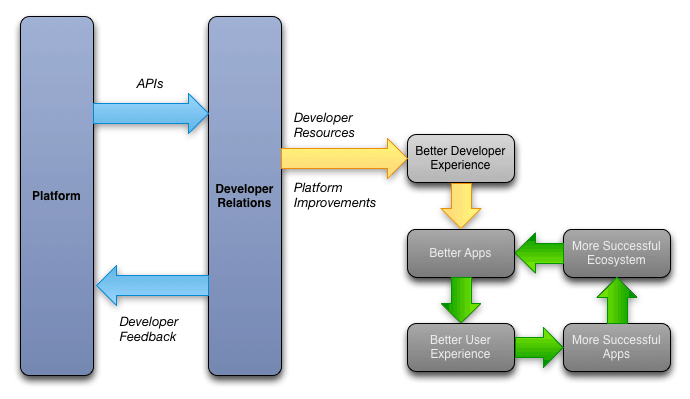 APIs
Platform
Developer
Relations
Developer
Feedback
Developer
Resources
Platform
Improvements
Better Developer
Experience
Better Apps
More Successful
Ecosystem
Better User
Experience
More Successful
Apps